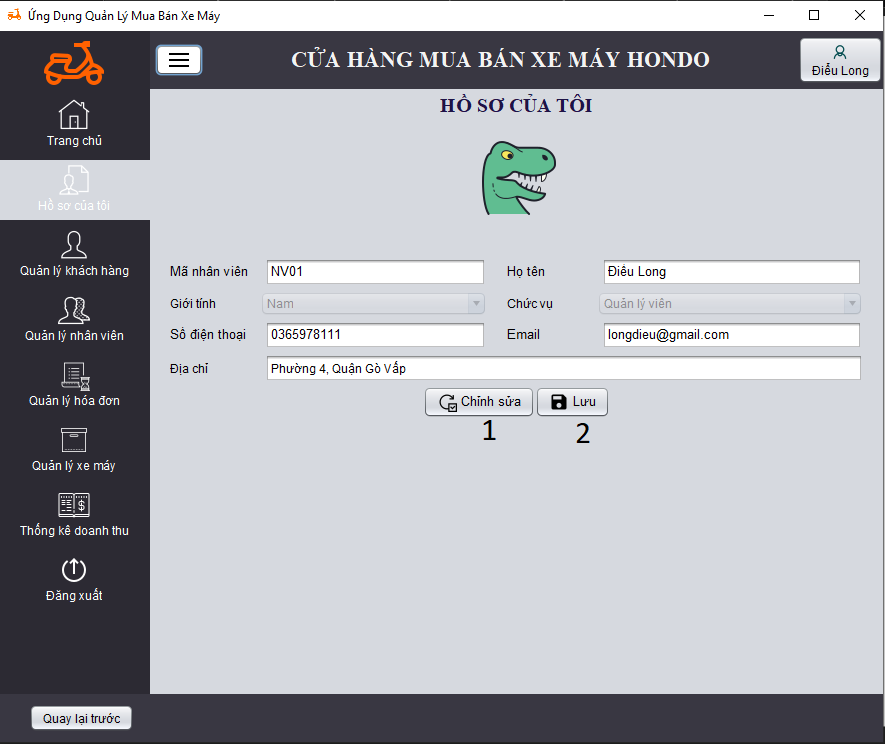 Ứng Dụng Quản Lý Mua Bán Xe Máy
CỬA HÀNG MUA BÁN XE MÁY HONDO
Điểu Long
Trang chủ
Hồ sơ của tôi
Quản lý khách hàng
Quản lý nhân viên
Quản lý hóa đơn
Quản lý xe máy
Thống kê doanh thu
Đăng xuất
Quay lại trước
HỒ SƠ CỦA TÔI
Mã nhân viên NV01 Họ tên Điểu Long
Giới tính Nam Chức vụ Quản lý viên
Số điện thoại 0365978111 Email longdieu@gmail.com
Địa chỉ Phường 4, Quận Gò Vấp
Chỉnh sửa Lưu
1 2